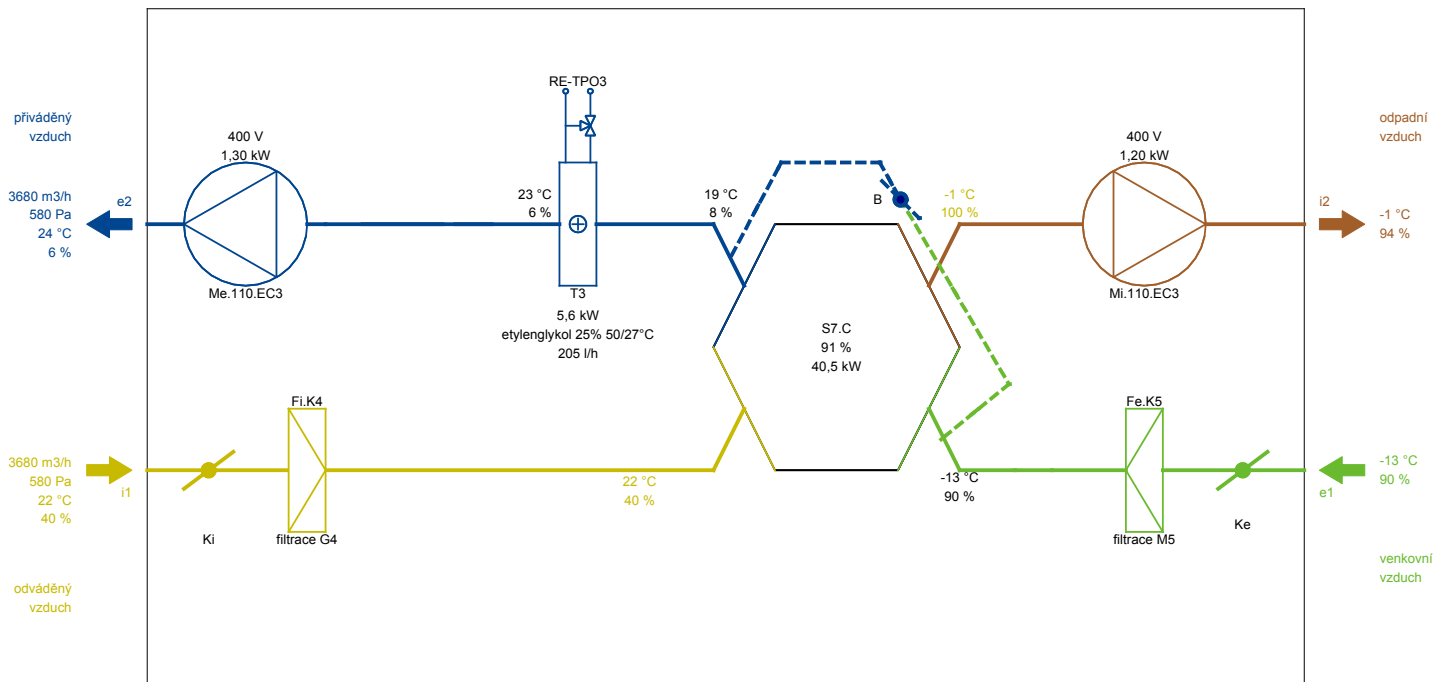 RE-TPO3
přiváděný
vzduch
400 V
1,30 kW
3680 m3/h
580 Pa
24 °C
6 %
e2
Me.110.EC3
23 °C
6 %
T3
5,6 kW
etylenglykol 25% 50/27°C
205 l/h
19 °C
8 %
B
-1 °C
100 %
400 V
1,20 kW
Mi.110.EC3
odpadní
vzduch
i2
-1 °C
94 %
S7.C
91 %
40,5 kW
3680 m3/h
580 Pa
22 °C
40 %
i1
Ki
Fi.K4
filtrace G4
22 °C
40 %
-13 °C
90 %
Fe.K5
filtrace M5
Ke
e1
-13 °C
90 %
odváděný
vzduch
venkovní
vzduch